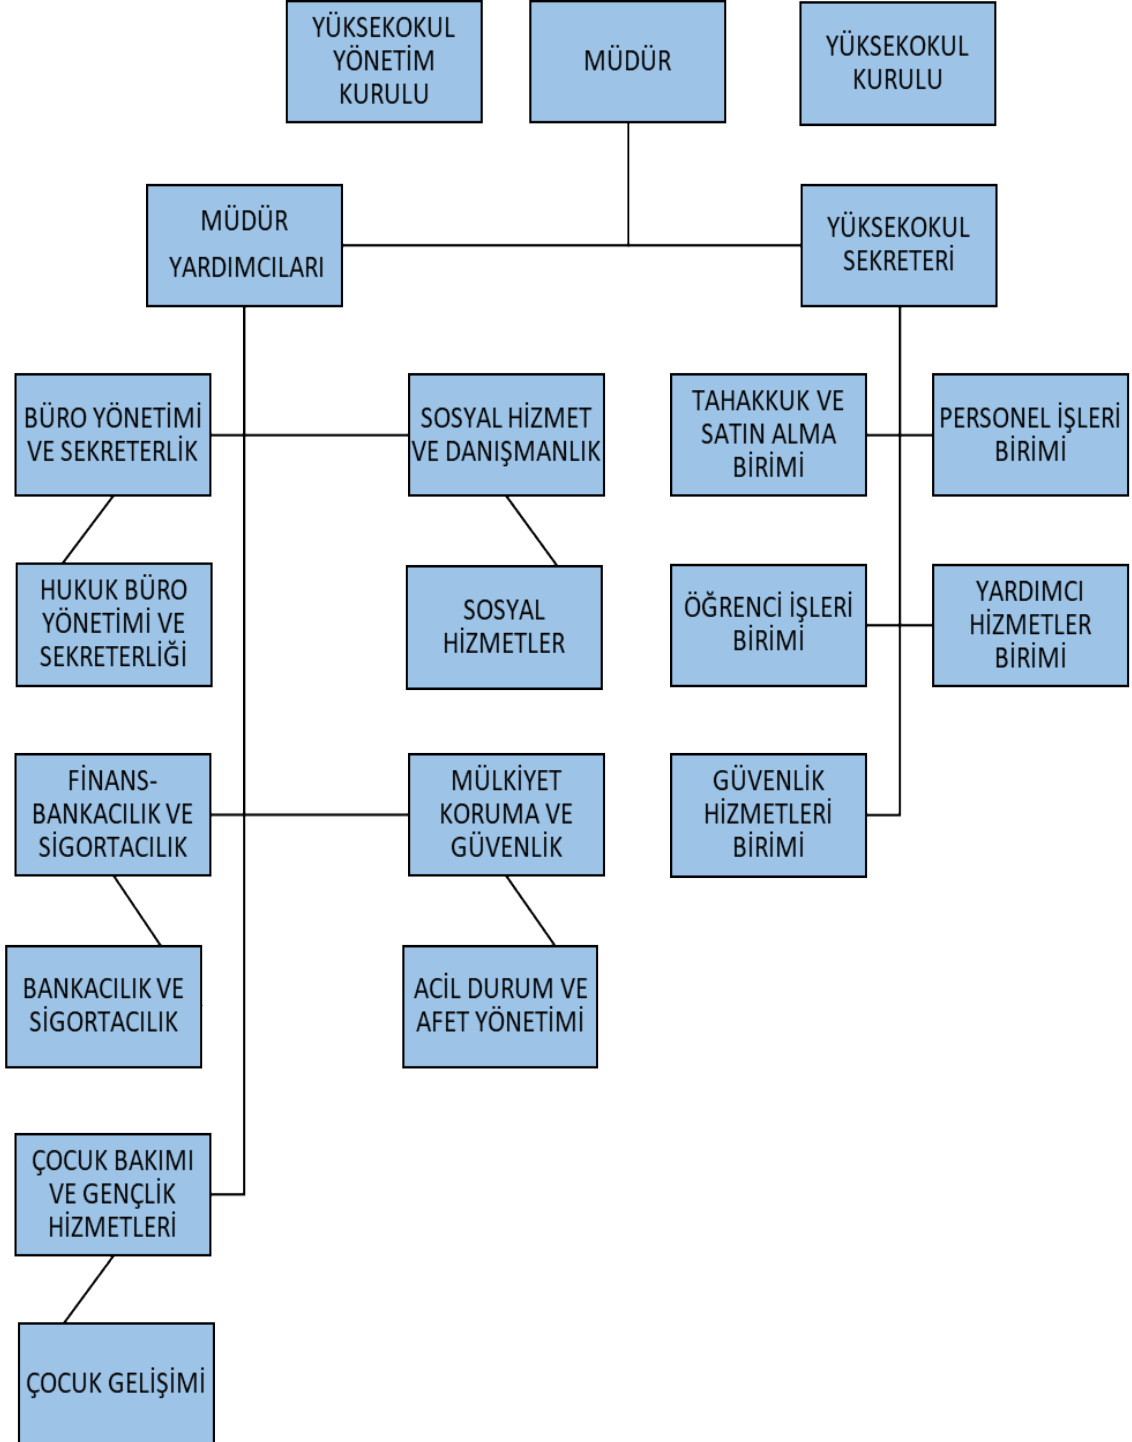 YÜKSEKOKUL
YÖNETİM
KURULU
MÜDÜR
YÜKSEKOKUL
KURULU
MÜDÜR
YARDIMCILARI
YÜKSEKOKUL
SEKRETERİ
BÜRO YÖNETİMİ
VE SEKRETERLİK
SOSYAL HİZMET
VE DANIŞMANLIK
TAHAKKUK VE
SATIN ALMA
BİRİMİ
PERSONEL İŞLERİ
BİRİMİ
HUKUK BÜRO
YÖNETİMİ VE
SEKRETERLİĞİ
SOSYAL
HİZMETLER
ÖĞRENCİ İŞLERİ
BİRİMİ
YARDIMCI
HİZMETLER
BİRİMİ
FİNANS-
BANKACILIK VE
SİGORTACILIK
MÜLKİYET
KORUMA VE
GÜVENLİK
GÜVENLİK
HİZMETLERİ
BİRİMİ
BANKACILIK VE
SİGORTACILIK
ACİL DURUM VE
AFET YÖNETİMİ
ÇOCUK BAKIMI
VE GENÇLİK
HİZMETLERİ
ÇOCUK GELİŞİMİ